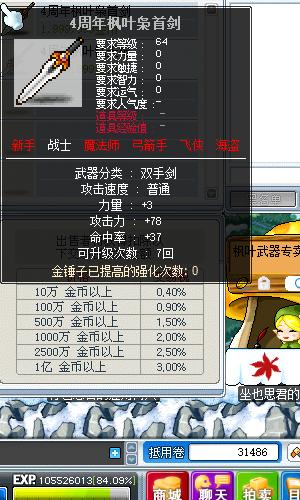 4周年枫叶枭首剑
要求等级 : 64
要求力量 : 0
要求敏捷 : 0
要求智力 : 0
要求运气 : 0
要求人气度 : -
道具等级 : -
道具经验值 : -
新手 战士 魔法师 弓箭手 飞侠 海盗
武器分类 : 双手剑
攻击速度 : 普通
力量 : +3
攻击力 : +78
命中率 : +37
可升级次数 : 7回
金锤子已提高的强化次数: 0
10万 金币以上 0,40%
100万 金币以上 0,90%
500万 金币以上 1,50%
1000万 金币以上 2,00%
2500万 金币以上 2,50%
1亿 金币以上 3,00%
枫叶武器专卖
坐也思君的
抵用卷 31486
EXP 105526013[84.09%]
商城
聊天
拍卖